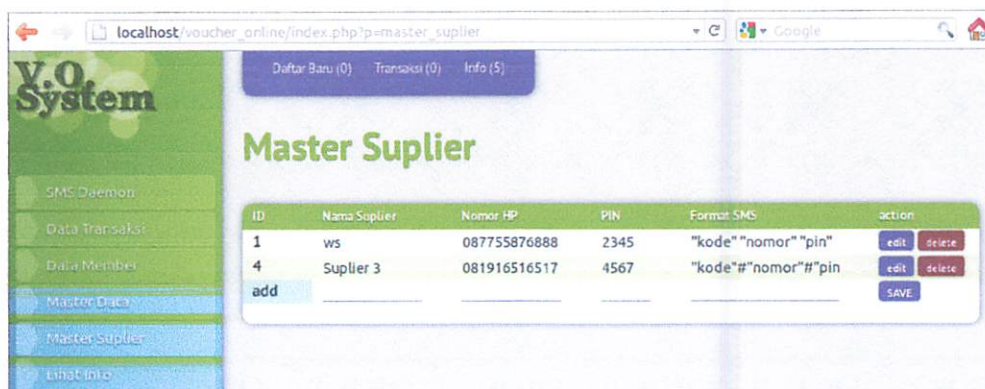 localhost/voucher_online/index.php?p=master_suplier
Google
V.O.
System
Daftar Baru (0) Transaksi (0) Info (5)
Master Suplier
SMS Daemon
Data Transaksi
Data Member
Master Data
Master Suplier
Lihat Info
ID Nama Suplier Nomor HP PIN Format SMS action
1 ws 087755876888 2345 "kode" "nomor" "pin" edit delete
4 Suplier 3 081916516517 4567 "kode"#"nomor"#"pin edit delete
add SAVE